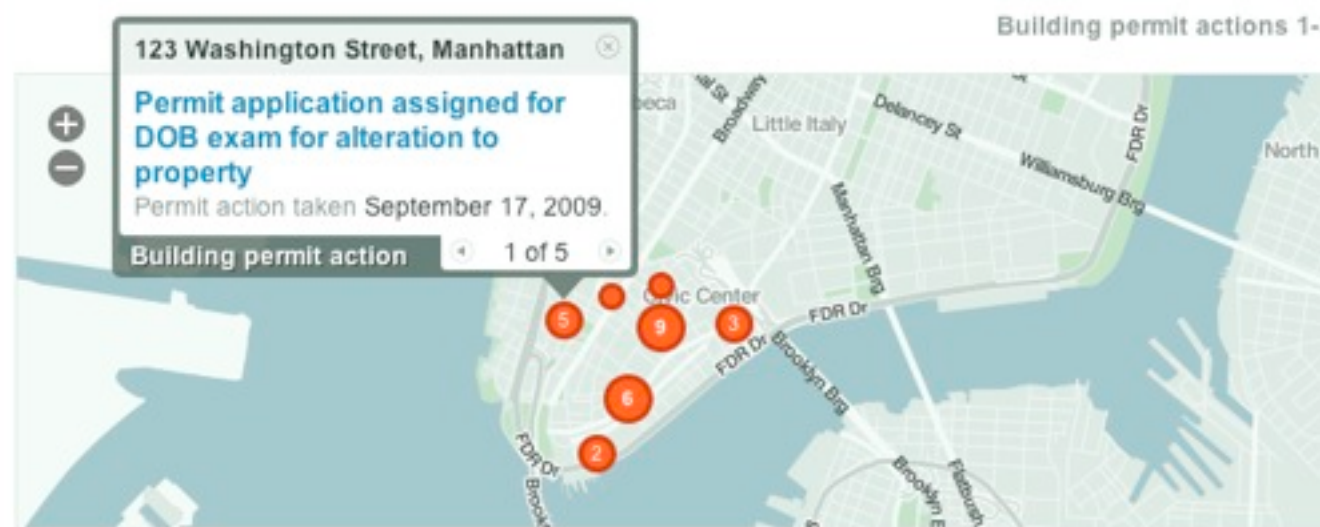 Building permit actions 1-
123 Washington Street, Manhattan
Permit application assigned for
DOB exam for alteration to
property
Permit action taken September 17, 2009.
Building permit action
1 of 5
Broadway
Little Italy
Delancey St
FDR Dr
North
Williamsburg Brg
Manhattan Brg
Civic Center
5
9
3
FDR Dr
FDR Dr
Brooklyn Brg
6
2
FDR Dr
Flatbush